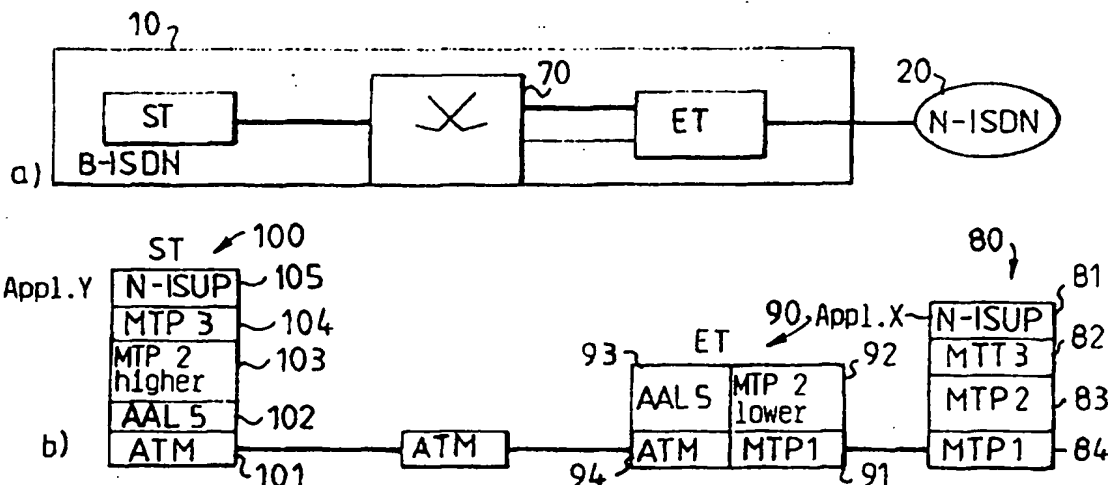 10
70
20
ST
ET
N-ISDN
B-ISDN
a)
ST
100
80
Appl.Y
N-ISUP
105
81
MTP 3
104
90
Appl.X
N-ISUP
82
MTP 2
higher
103
93
ET
92
MTT 3
AAL 5
MTP 2
lower
MTP 2
83
AAL 5
102
b)
ATM
ATM
ATM
MTP1
MTP1
84
101
94
91